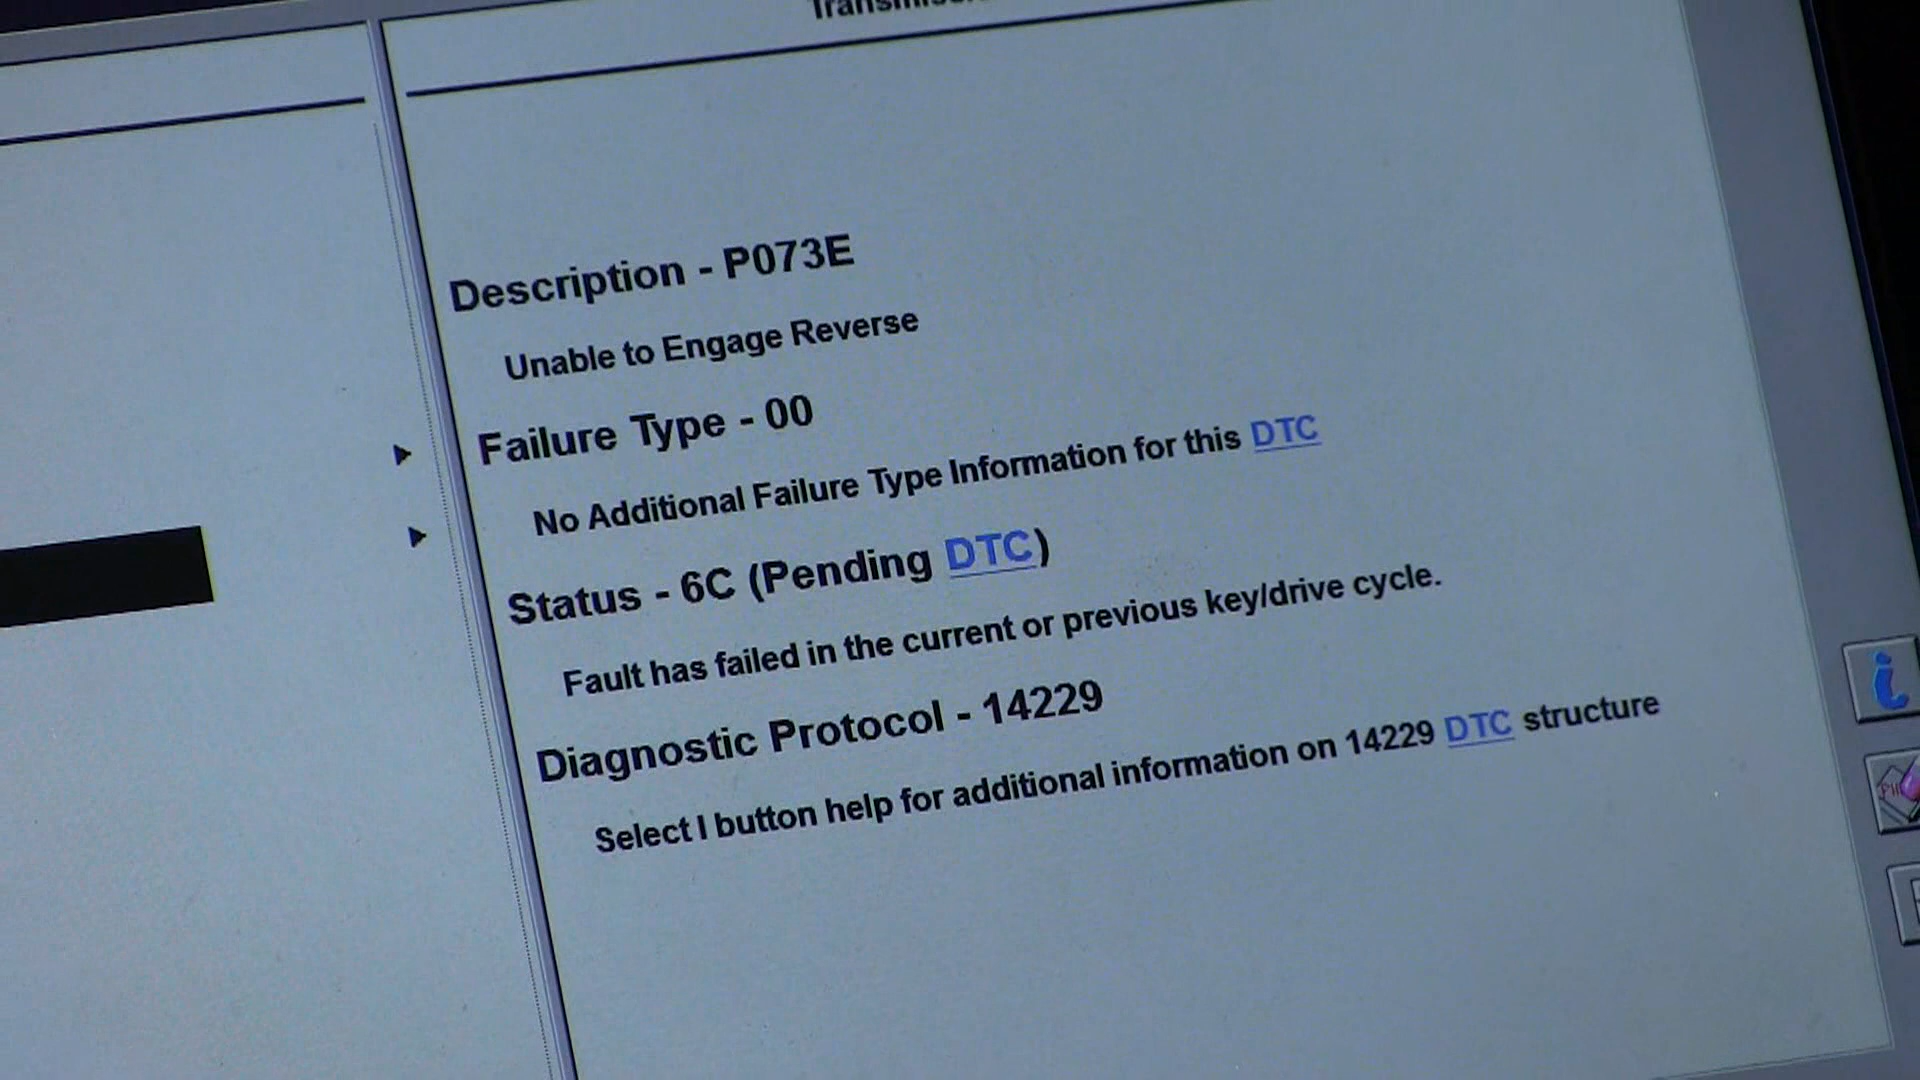 Description - P073E
Unable to Engage Reverse
Failure Type - 00
No Additional Failure Type Information for this DTC
Status - 6C (Pending DTC)
Fault has failed in the current or previous key/drive cycle.
Diagnostic Protocol - 14229
Select I button help for additional information on 14229 DTC structure
i